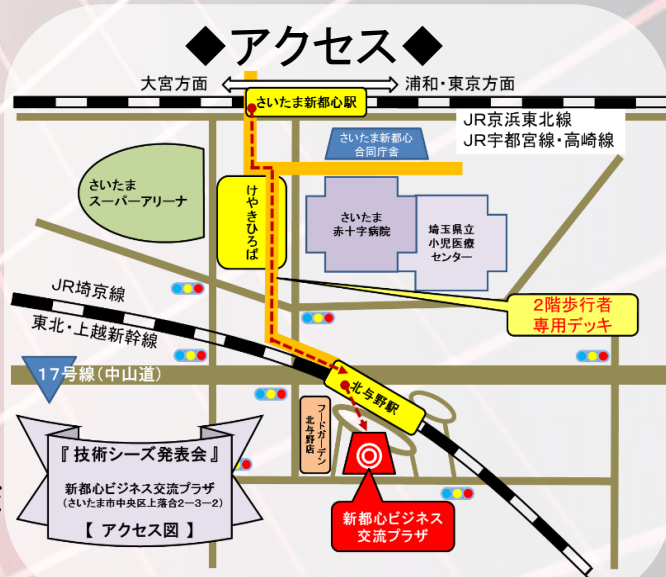 ◆アクセス◆
大宮方面
浦和・東京方面
さいたま新都心駅
JR京浜東北線
JR宇都宮線・高崎線
さいたま新都心
合同庁舎
さいたま
スーパーアリーナ
けやきひろば
さいたま
赤十字病院
埼玉県立
小児医療
センター
JR埼京線
東北・上越新幹線
2階歩行者
専用デッキ
17号線(中山道)
北与野駅
フードガーデン
北与野店
『 技術シーズ発表会 』
新都心ビジネス交流プラザ
(さいたま市中央区上落合2-3-2)
【 アクセス図 】
新都心ビジネス
交流プラザ